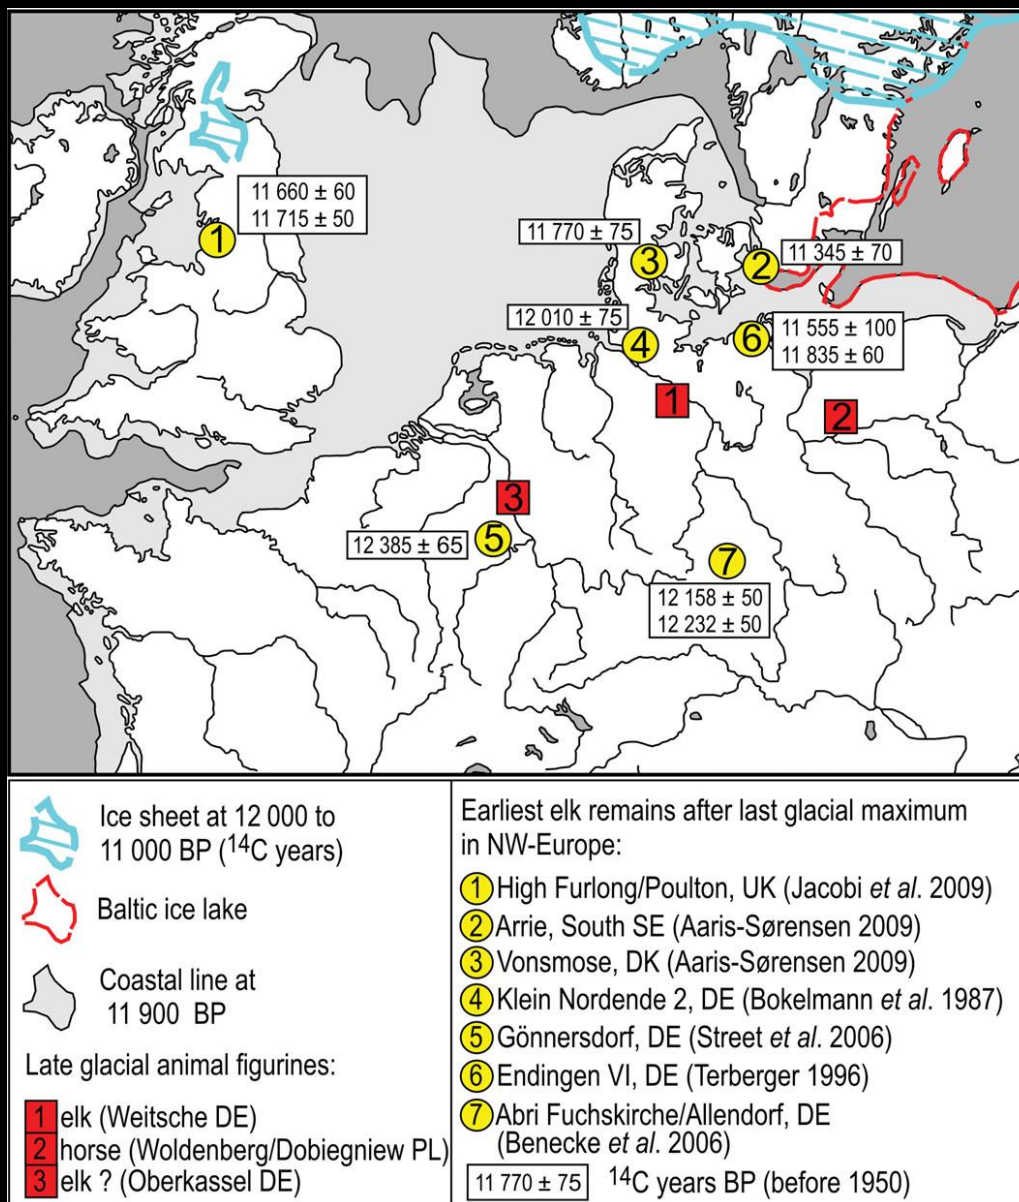 11 660 ± 60
11 715 ± 50
1
11 770 ± 75
3
2
11 345 ± 70
12 010 ± 75
4
6
11 555 ± 100
11 835 ± 60
1
2
3
12 385 ± 65
5
7
12 158 ± 50
12 232 ± 50
Ice sheet at 12 000 to
11 000 BP (¹⁴C years)
Baltic ice lake
Coastal line at
11 900 BP
Late glacial animal figurines:
1 elk (Weitsche DE)
2 horse (Woldenberg/Dobiegniew PL)
3 elk ? (Oberkassel DE)
Earliest elk remains after last glacial maximum
in NW-Europe:
1 High Furlong/Poulton, UK (Jacobi et al. 2009)
2 Arrie, South SE (Aaris-Sørensen 2009)
3 Vonsmose, DK (Aaris-Sørensen 2009)
4 Klein Nordende 2, DE (Bokelmann et al. 1987)
5 Gönnersdorf, DE (Street et al. 2006)
6 Endingen VI, DE (Terberger 1996)
7 Abri Fuchskirche/Allendorf, DE
(Benecke et al. 2006)
11 770 ± 75 ¹⁴C years BP (before 1950)